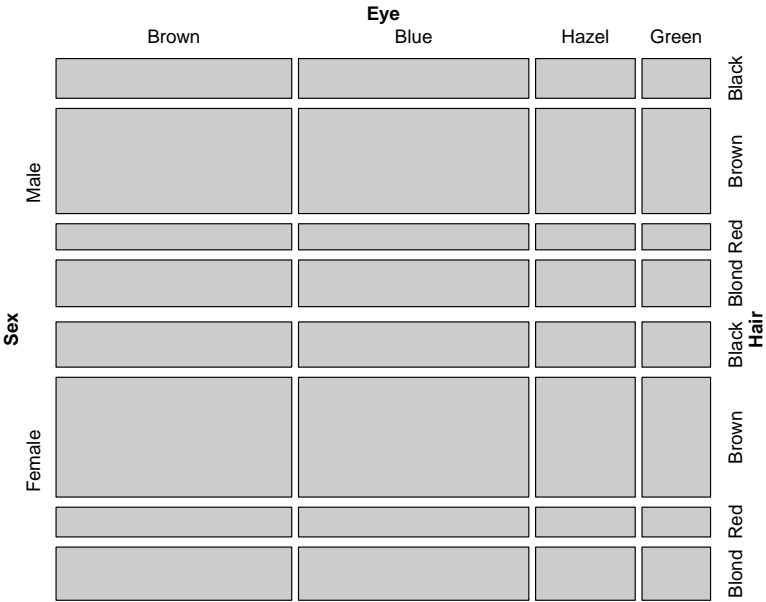 Eye
Brown Blue Hazel Green
Sex
Male
Female
Black
Brown
Red
Blond
Black
Brown
Red
Blond
Hair